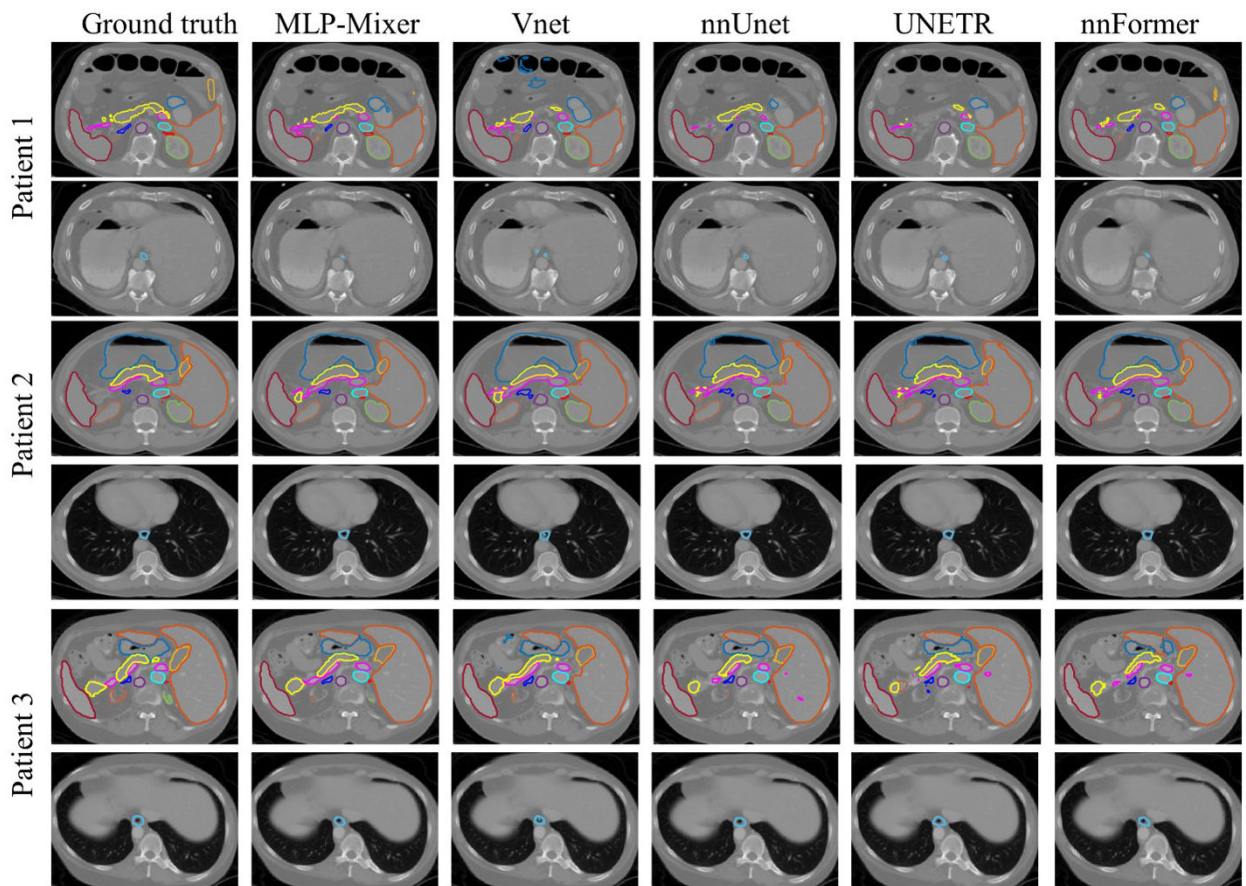 Ground truth MLP-Mixer Vnet nnUnet UNETR nnFormer
Patient 1
Patient 2
Patient 3